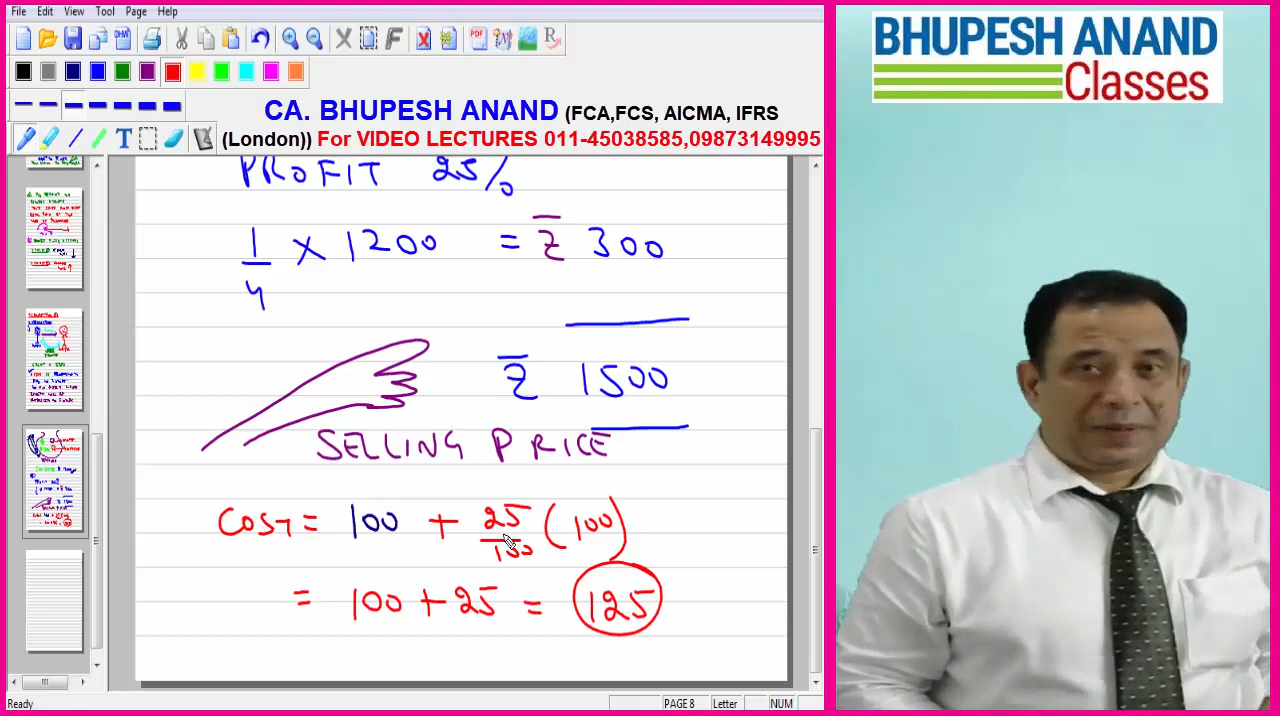 File Edit View Tool Page Help
BHUPESH ANAND
Classes
CA. BHUPESH ANAND (FCA,FCS, AICMA, IFRS
(London)) For VIDEO LECTURES 011-45038585,09873149995
PROFIT 25%
1/4 × 1200 = ₹ 300
₹ 1500
SELLING PRICE
COST = 100 + 25/100 (100)
= 100 + 25 = 125
Ready PAGE 8 Letter NUM